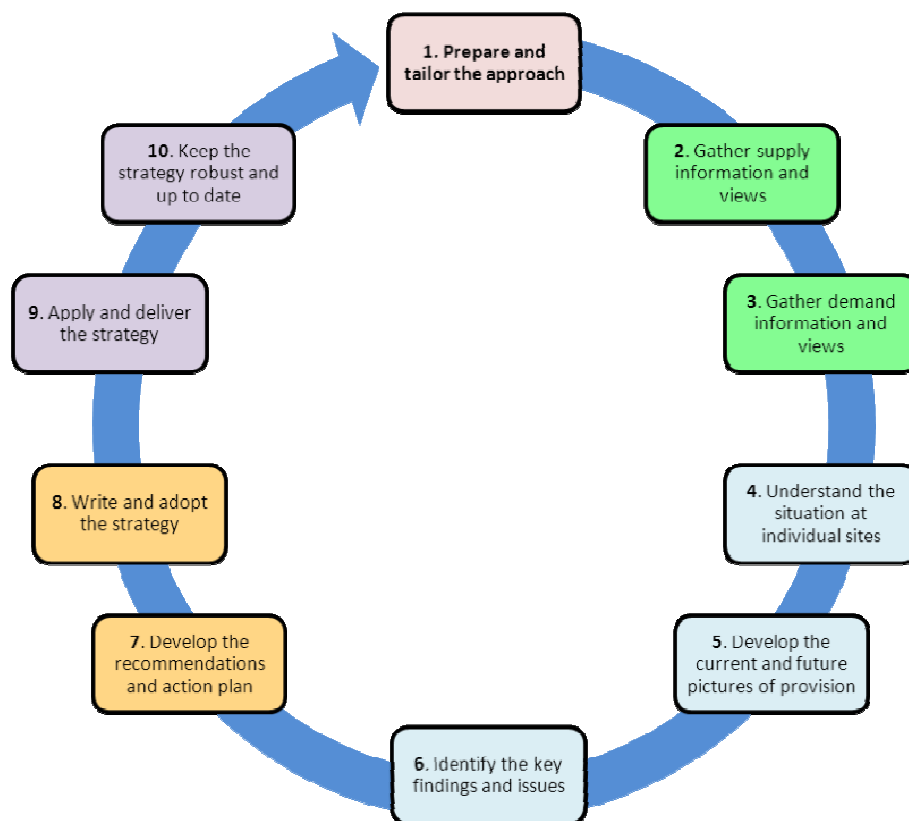 1. Prepare and
tailor the approach
2. Gather supply
information and
views
3. Gather demand
information and
views
4. Understand the
situation at
individual sites
5. Develop the
current and future
pictures of provision
6. Identify the key
findings and issues
7. Develop the
recommendations
and action plan
8. Write and adopt
the strategy
9. Apply and deliver
the strategy
10. Keep the
strategy robust and
up to date